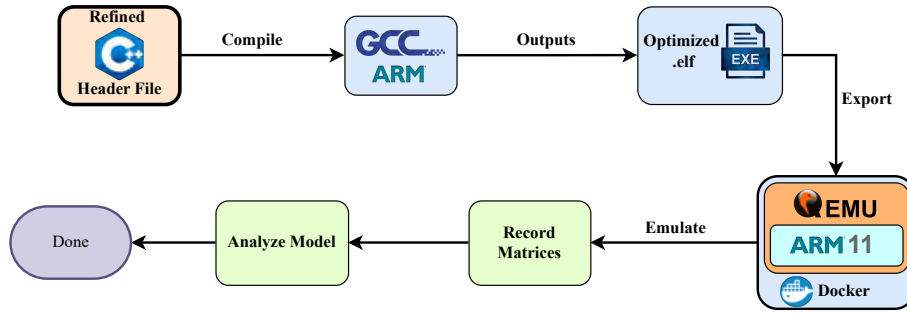 Refined
C++
Header File
Compile
GCC
ARM
Outputs
Optimized
.elf
EXE
Export
QEMU
ARM 11
Docker
Emulate
Record
Matrices
Analyze Model
Done